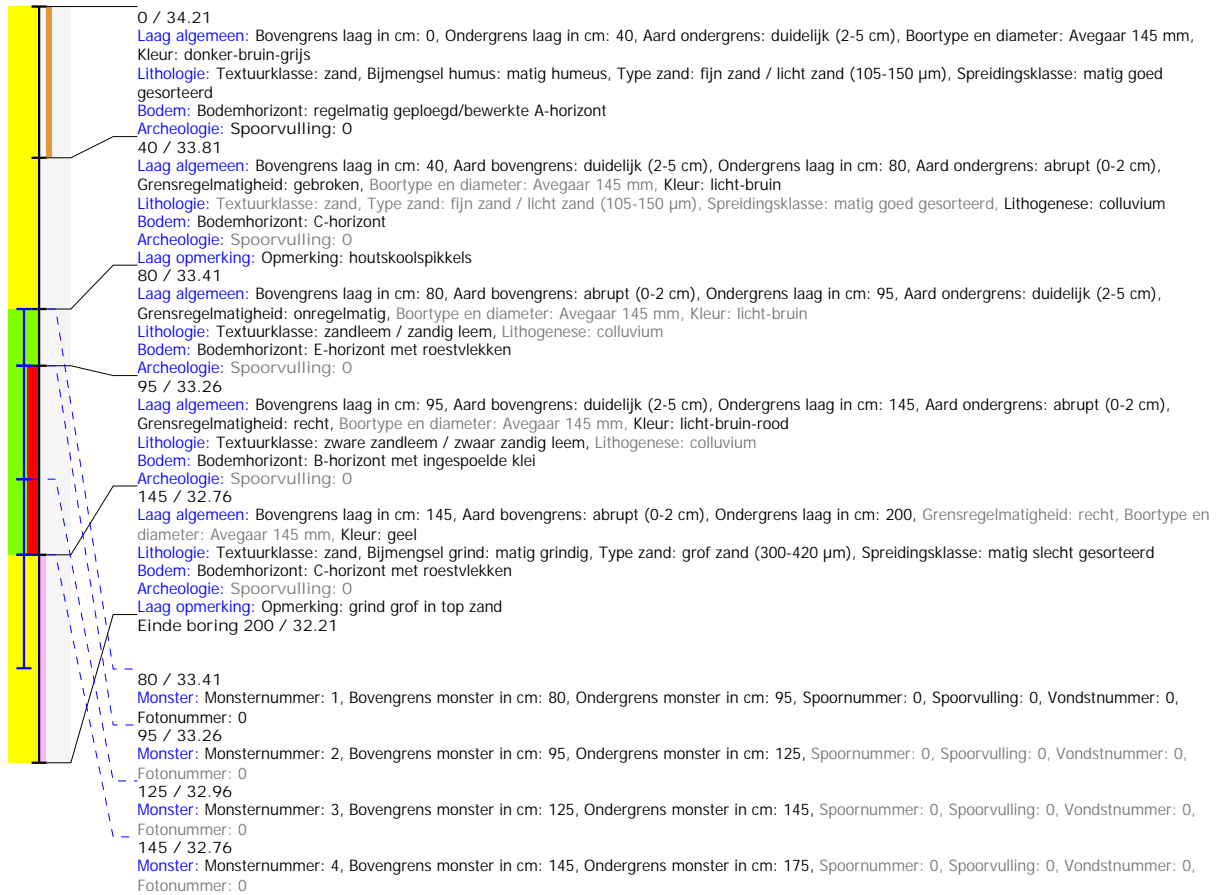 0 / 34.21
Laag algemeen: Bovengrens laag in cm: 0, Ondergrens laag in cm: 40, Aard ondergrens: duidelijk (2-5 cm), Boortype en diameter: Avegaar 145 mm,
Kleur: donker-bruin-grijs
Lithologie: Textuurklasse: zand, Bijmengsel humus: matig humeus, Type zand: fijn zand / licht zand (105-150 µm), Spreidingsklasse: matig goed
gesorteerd
Bodem: Bodemhorizont: regelmatig geploegd/bewerkte A-horizont
Archeologie: Spoorvulling: 0
40 / 33.81
Laag algemeen: Bovengrens laag in cm: 40, Aard bovengrens: duidelijk (2-5 cm), Ondergrens laag in cm: 80, Aard ondergrens: abrupt (0-2 cm),
Grensregelmatigheid: gebroken, Boortype en diameter: Avegaar 145 mm, Kleur: licht-bruin
Lithologie: Textuurklasse: zand, Type zand: fijn zand / licht zand (105-150 µm), Spreidingsklasse: matig goed gesorteerd, Lithogenese: colluvium
Bodem: Bodemhorizont: C-horizont
Archeologie: Spoorvulling: 0
Laag opmerking: Opmerking: houtskoolspikkels
80 / 33.41
Laag algemeen: Bovengrens laag in cm: 80, Aard bovengrens: abrupt (0-2 cm), Ondergrens laag in cm: 95, Aard ondergrens: duidelijk (2-5 cm),
Grensregelmatigheid: onregelmatig, Boortype en diameter: Avegaar 145 mm, Kleur: licht-bruin
Lithologie: Textuurklasse: zandleem / zandig leem, Lithogenese: colluvium
Bodem: Bodemhorizont: E-horizont met roestvlekken
Archeologie: Spoorvulling: 0
95 / 33.26
Laag algemeen: Bovengrens laag in cm: 95, Aard bovengrens: duidelijk (2-5 cm), Ondergrens laag in cm: 145, Aard ondergrens: abrupt (0-2 cm),
Grensregelmatigheid: recht, Boortype en diameter: Avegaar 145 mm, Kleur: licht-bruin-rood
Lithologie: Textuurklasse: zware zandleem / zwaar zandig leem, Lithogenese: colluvium
Bodem: Bodemhorizont: B-horizont met ingespoelde klei
Archeologie: Spoorvulling: 0
145 / 32.76
Laag algemeen: Bovengrens laag in cm: 145, Aard bovengrens: abrupt (0-2 cm), Ondergrens laag in cm: 200, Grensregelmatigheid: recht, Boortype en
diameter: Avegaar 145 mm, Kleur: geel
Lithologie: Textuurklasse: zand, Bijmengsel grind: matig grindig, Type zand: grof zand (300-420 µm), Spreidingsklasse: matig slecht gesorteerd
Bodem: Bodemhorizont: C-horizont met roestvlekken
Archeologie: Spoorvulling: 0
Laag opmerking: Opmerking: grind grof in top zand
Einde boring 200 / 32.21
80 / 33.41
Monster: Monsternummer: 1, Bovengrens monster in cm: 80, Ondergrens monster in cm: 95, Spoornummer: 0, Spoorvulling: 0, Vondstnummer: 0,
Fotonummer: 0
95 / 33.26
Monster: Monsternummer: 2, Bovengrens monster in cm: 95, Ondergrens monster in cm: 125, Spoornummer: 0, Spoorvulling: 0, Vondstnummer: 0,
Fotonummer: 0
125 / 32.96
Monster: Monsternummer: 3, Bovengrens monster in cm: 125, Ondergrens monster in cm: 145, Spoornummer: 0, Spoorvulling: 0, Vondstnummer: 0,
Fotonummer: 0
145 / 32.76
Monster: Monsternummer: 4, Bovengrens monster in cm: 145, Ondergrens monster in cm: 175, Spoornummer: 0, Spoorvulling: 0, Vondstnummer: 0,
Fotonummer: 0